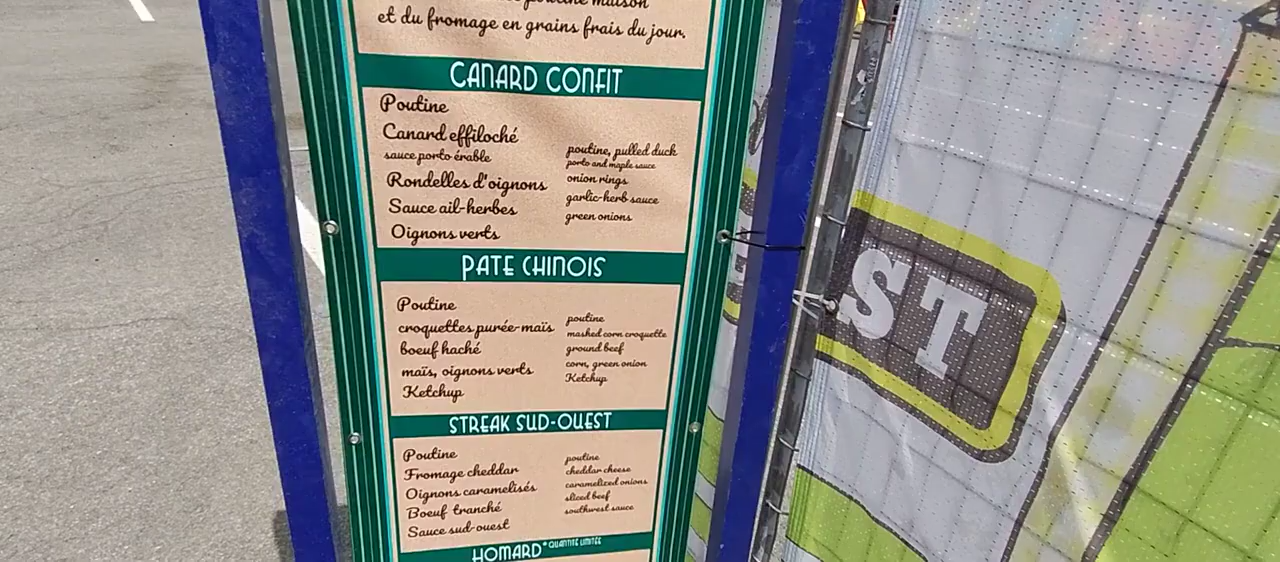 maison
et du fromage en grains frais du jour.
CANARD CONFIT
Poutine
Canard effiloché
sauce porto érable
Rondelles d'oignons
Sauce ail-herbes
Oignons verts
poutine, pulled duck
porto and maple sauce
onion rings
garlic-herb sauce
green onions
PATE CHINOIS
Poutine
croquettes purée-maïs
boeuf haché
maïs, oignons verts
Ketchup
poutine
mashed corn croquette
ground beef
corn, green onion
Ketchup
STREAK SUD-OUEST
Poutine
Fromage cheddar
Oignons caramelisés
Boeuf tranché
Sauce sud-ouest
poutine
cheddar cheese
caramelized onions
sliced beef
southwest sauce
HOMARD *QUANTITÉ LIMITÉE
ST